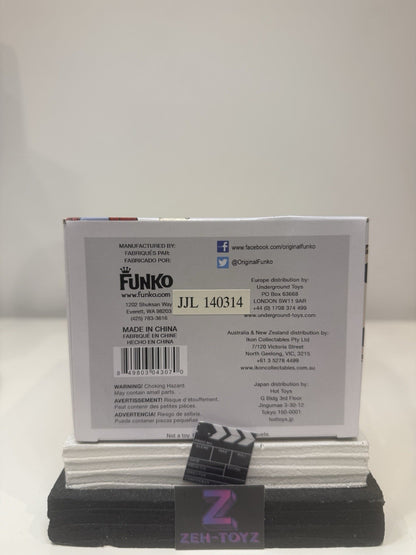 MANUFACTURED BY:
FABRIQUÉS PAR:
FABRICADO POR:
FUNKO
www.funko.com
1202 Shuksan Way
Everett, WA 98203
(425) 783-3616
MADE IN CHINA
FABRIQUÉ EN CHINE
HECHO EN CHINA
8 49803 04307 0
WARNING! Choking Hazard.
May contain small parts.
AVERTISSEMENT! Risque d'étouffement.
Peut contenir des petites pièces.
ADVERTENCIA! Riesgo de asfixia.
Puede contener piezas pequeñas.
JJL 140314
www.facebook.com/originalfunko
@OriginalFunko
Europe distribution by:
Underground Toys
PO Box 63668
LONDON SW11 9AR
+44 (0) 1708 374 499
www.underground-toys.com
Australia & New Zealand distribution by:
Ikon Collectables Pty Ltd
7/120 Victoria Street
North Geelong, VIC, 3215
+61 3 5278 4499
www.ikoncollectables.com.au
Japan distribution by:
Hot Toys
G Bldg 3rd Floor
Jingumae 3-30-12
Tokyo 150-0001
hottoys.jp
Not a toy.
Z
ZEH-TOYZ